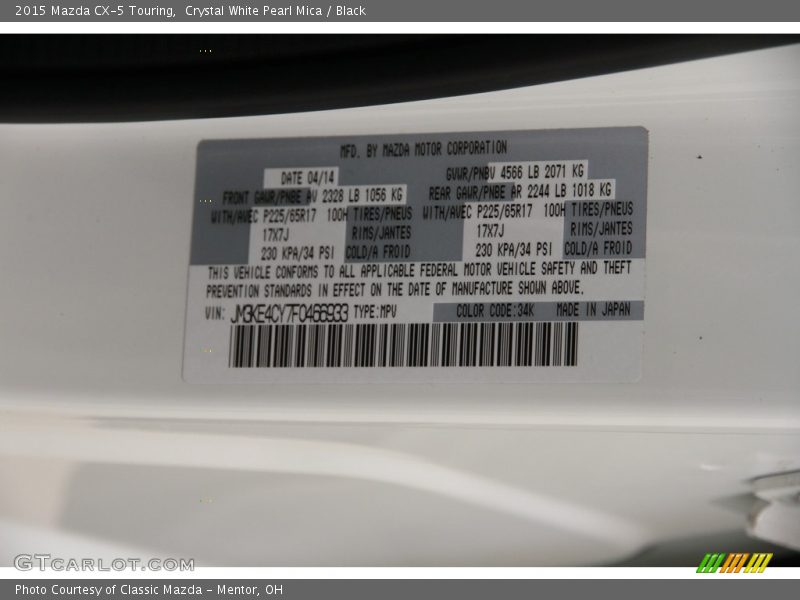 2015 Mazda CX-5 Touring,  Crystal White Pearl Mica / Black
MFD. BY MAZDA MOTOR CORPORATION
DATE 04/14 GVWR/PNBV 4566 LB 2071 KG
FRONT GAWR/PNBE AV 2328 LB 1056 KG REAR GAWR/PNBE AR 2244 LB 1018 KG
WITH/AVEC P225/65R17 100H TIRES/PNEUS WITH/AVEC P225/65R17 100H TIRES/PNEUS
17X7J RIMS/JANTES 17X7J RIMS/JANTES
230 KPA/34 PSI COLD/A FROID 230 KPA/34 PSI COLD/A FROID
THIS VEHICLE CONFORMS TO ALL APPLICABLE FEDERAL MOTOR VEHICLE SAFETY AND THEFT
PREVENTION STANDARDS IN EFFECT ON THE DATE OF MANUFACTURE SHOWN ABOVE.
VIN: JM3KE4CY7F0466933 TYPE:MPV COLOR CODE:34K MADE IN JAPAN
GTCARLOT.COM
Photo Courtesy of Classic Mazda - Mentor, OH